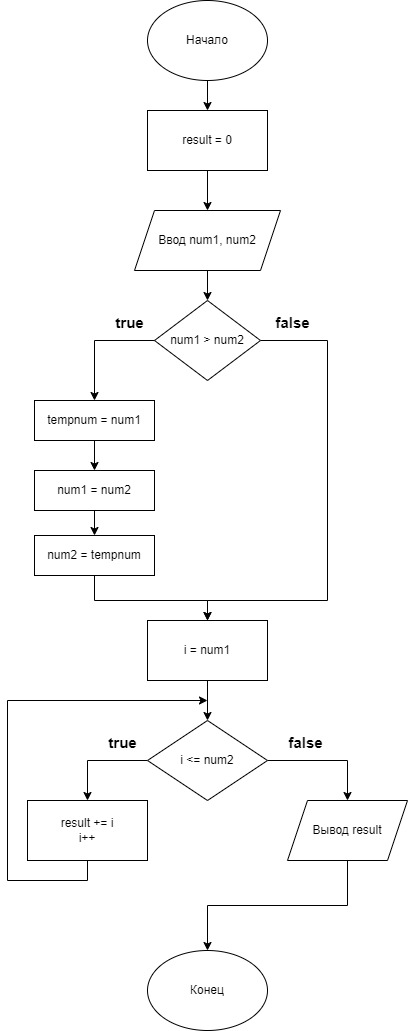 Начало
result = 0
Ввод num1, num2
true
false
num1 > num2
tempnum = num1
num1 = num2
num2 = tempnum
i = num1
true
false
i <= num2
result += i
i++
Вывод result
Конец